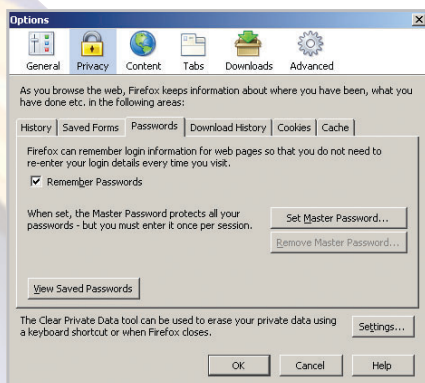 Options
General Privacy Content Tabs Downloads Advanced
As you browse the web, Firefox keeps information about where you have been, what you
have done etc. in the following areas:
History Saved Forms Passwords Download History Cookies Cache
Firefox can remember login information for web pages so that you do not need to
re-enter your login details every time you visit.
Remember Passwords
When set, the Master Password protects all your
passwords - but you must enter it once per session.
Set Master Password...
Remove Master Password...
View Saved Passwords
The Clear Private Data tool can be used to erase your private data using
a keyboard shortcut or when Firefox closes.
Settings...
OK Cancel Help